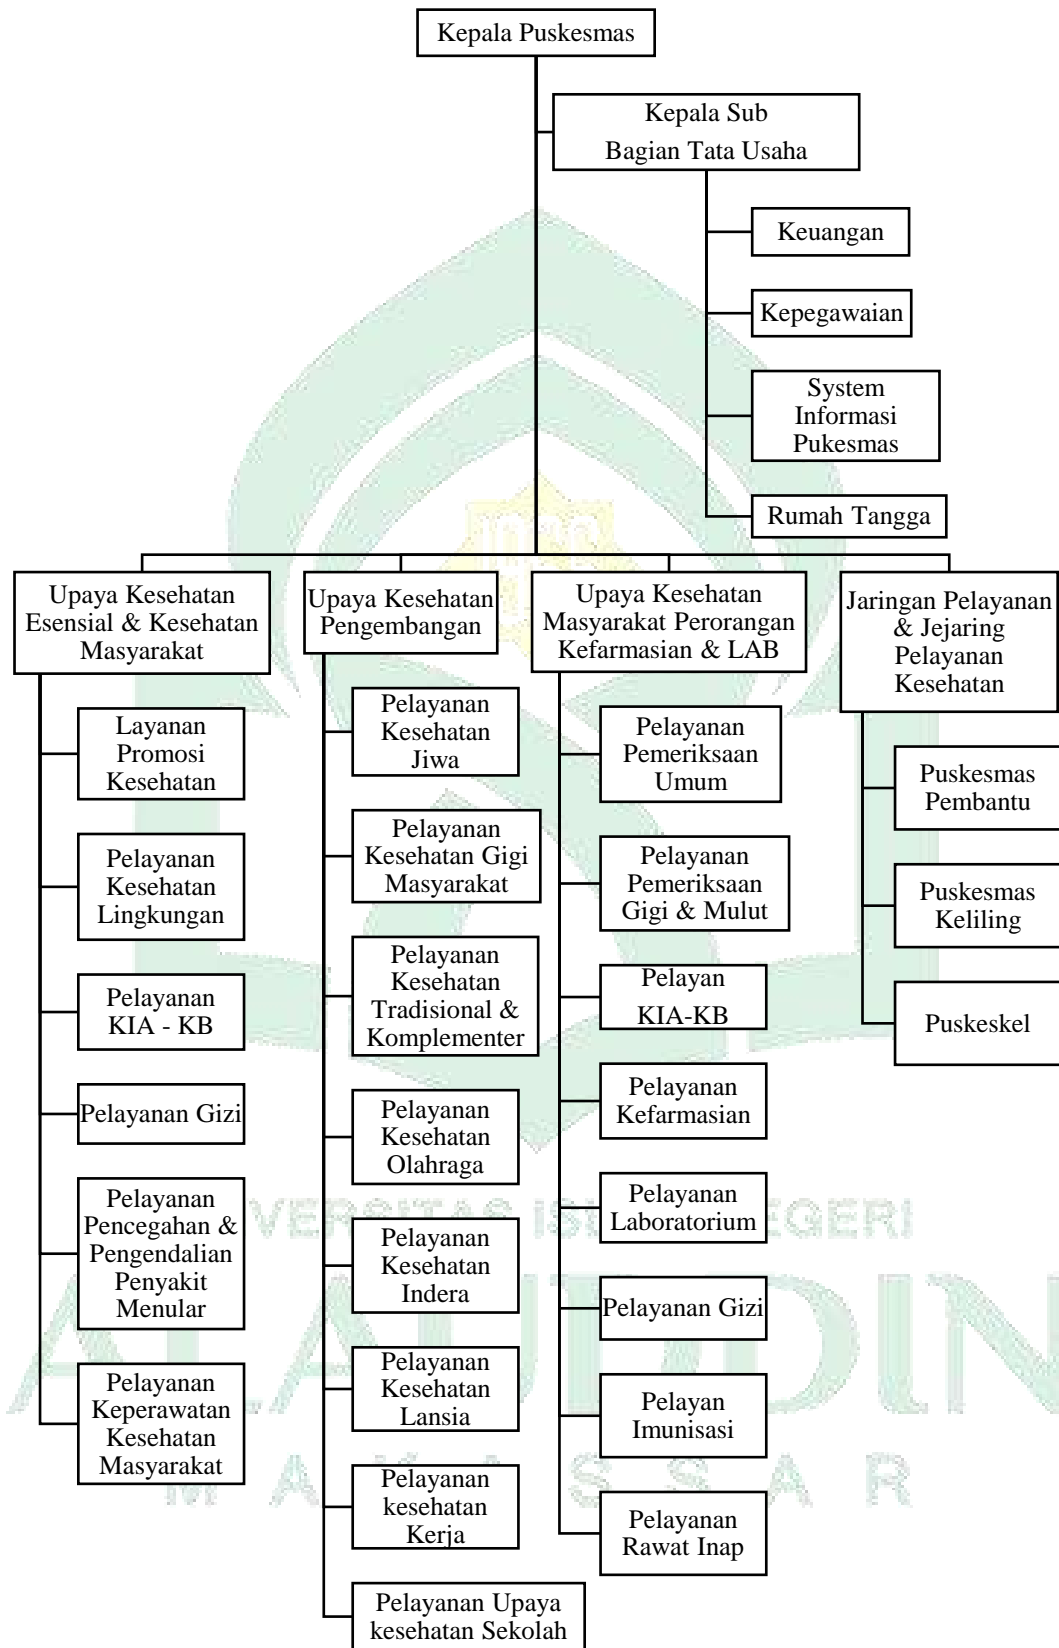 Kepala Puskesmas
Kepala Sub
Bagian Tata Usaha
Keuangan
Kepegawaian
System
Informasi
Pukesmas
Rumah Tangga
Upaya Kesehatan
Esensial & Kesehatan
Masyarakat
Layanan
Promosi
Kesehatan
Pelayanan
Kesehatan
Lingkungan
Pelayanan
KIA - KB
Pelayanan Gizi
Pelayanan
Pencegahan &
Pengendalian
Penyakit
Menular
Pelayanan
Keperawatan
Kesehatan
Masyarakat
Upaya Kesehatan
Pengembangan
Pelayanan
Kesehatan
Jiwa
Pelayanan
Kesehatan Gigi
Masyarakat
Pelayanan
Kesehatan
Tradisional &
Komplementer
Pelayanan
Kesehatan
Olahraga
Pelayanan
Kesehatan
Indera
Pelayanan
Kesehatan
Lansia
Pelayanan
kesehatan
Kerja
Pelayanan Upaya
kesehatan Sekolah
Upaya Kesehatan
Masyarakat Perorangan
Kefarmasian & LAB
Pelayanan
Pemeriksaan
Umum
Pelayanan
Pemeriksaan
Gigi & Mulut
Pelayan
KIA-KB
Pelayanan
Kefarmasian
Pelayanan
Laboratorium
Pelayanan Gizi
Pelayan
Imunisasi
Pelayanan
Rawat Inap
Jaringan Pelayanan
& Jejaring
Pelayanan
Kesehatan
Puskesmas
Pembantu
Puskesmas
Keliling
Puskeskel
ALAUDDIN